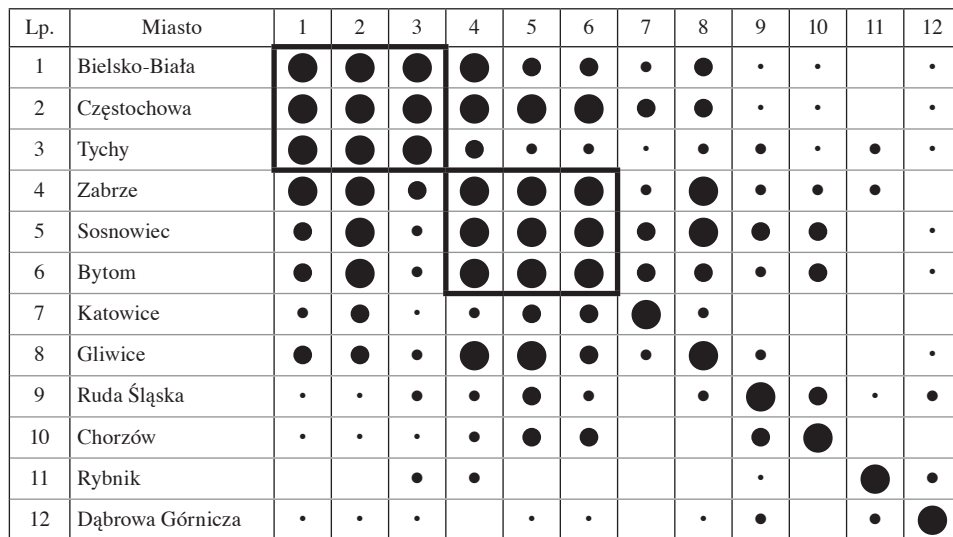 Lp. Miasto 1 2 3 4 5 6 7 8 9 10 11 12
1 Bielsko-Biała
2 Częstochowa
3 Tychy
4 Zabrze
5 Sosnowiec
6 Bytom
7 Katowice
8 Gliwice
9 Ruda Śląska
10 Chorzów
11 Rybnik
12 Dąbrowa Górnicza